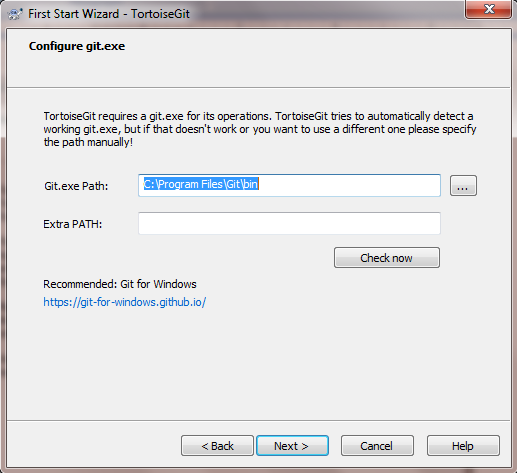 First Start Wizard - TortoiseGit
Configure git.exe
TortoiseGit requires a git.exe for its operations. TortoiseGit tries to automatically detect a
working git.exe, but if that doesn't work or you want to use a different one please specify
the path manually!
Git.exe Path: C:\Program Files\Git\bin ...
Extra PATH:
Check now
Recommended: Git for Windows
https://git-for-windows.github.io/
< Back Next > Cancel Help